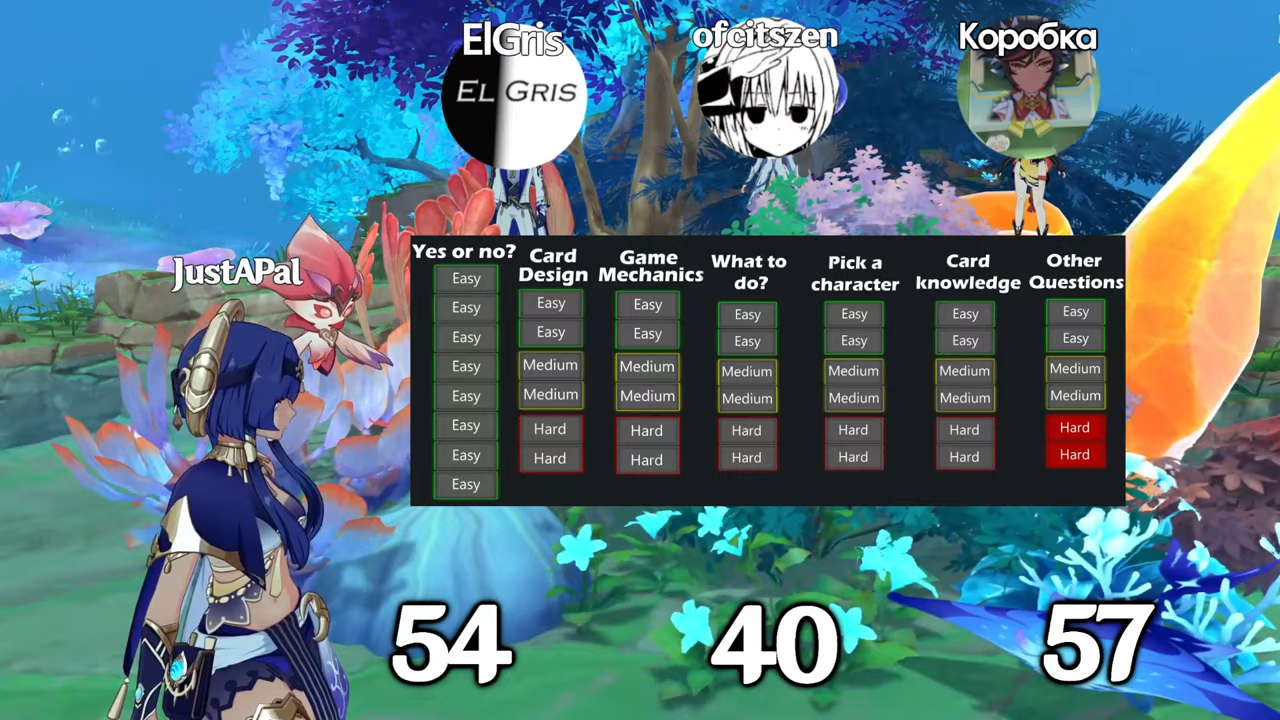 ElGris
ofcitszen
Коробка
EL GRIS
JustAPal
Yes or no?
Easy
Easy
Easy
Easy
Easy
Easy
Easy
Easy
Card
Design
Easy
Easy
Medium
Medium
Hard
Hard
Game
Mechanics
Easy
Easy
Medium
Medium
Hard
Hard
What to
do?
Easy
Easy
Medium
Medium
Hard
Hard
Pick a
character
Easy
Easy
Medium
Medium
Hard
Hard
Card
knowledge
Easy
Easy
Medium
Medium
Hard
Hard
Other
Questions
Easy
Easy
Medium
Medium
Hard
Hard
54
40
57